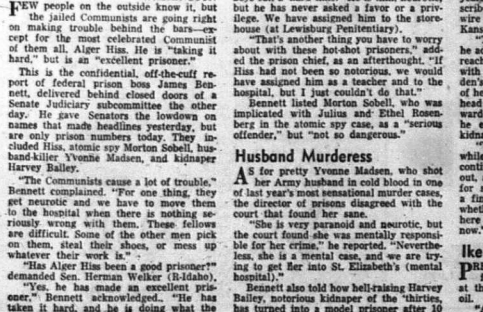 FEW people on the outside know it, but
the jailed Communists are going right
on making trouble behind the bars—ex-
cept for the most celebrated Communist
of them all, Alger Hiss. He is "taking it
hard," but is an "excellent prisoner."
This is the confidential, off-the-cuff re-
port of federal prison boss James Ben-
nett, delivered behind closed doors of a
Senate Judiciary subcommittee the other
day. He gave Senators the lowdown on
names that made headlines yesterday, but
are only prison numbers today. They in-
cluded Hiss, atomic spy Morton Sobell, hus-
band-killer Yvonne Madsen, and kidnaper
Harvey Bailey.
"The Communists cause a lot of trouble,"
Bennett complained. "For one thing, they
get neurotic and we have to move them
to the hospital when there is nothing se-
riously wrong with them. These fellows
are difficult. Some of the other men pick
on them, steal their shoes, or mess up
whatever their work is."
"Has Alger Hiss been a good prisoner?"
demanded Sen. Herman Welker (R-Idaho).
"Yes, he has made an excellent pris-
oner," Bennett acknowledged. "He has
taken it hard, and he is doing what the
but he has never asked a favor or a priv-
ilege. We have assigned him to the store-
house (at Lewisburg Penitentiary).
"That's another thing you have to worry
about with these hot-shot prisoners," add-
ed the prison chief, as an afterthought. "If
Hiss had not been so notorious, we would
have assigned him as a teacher and to the
hospital, but I just couldn't do that."
Bennett listed Morton Sobell, who was
implicated with Julius and Ethel Rosen-
berg in the atomic spy case, as a "serious
offender," but "not so dangerous."
Husband Murderess
AS for pretty Yvonne Madsen, who shot
her Army husband in cold blood in one
of last year's most sensational murder cases,
the director of prisons disagreed with the
court that found her sane.
"She is very paranoid and neurotic, but
the court found she was mentally responsi-
ble for her crime," he reported. "Neverthe-
less, she is a mental case, and we are try-
ing to get her into St. Elizabeth's (mental
hospital)."
Bennett also told how hell-raising Harvey
Bailey, notorious kidnaper of the 'thirties,
has turned into a model prisoner after 10
Ike